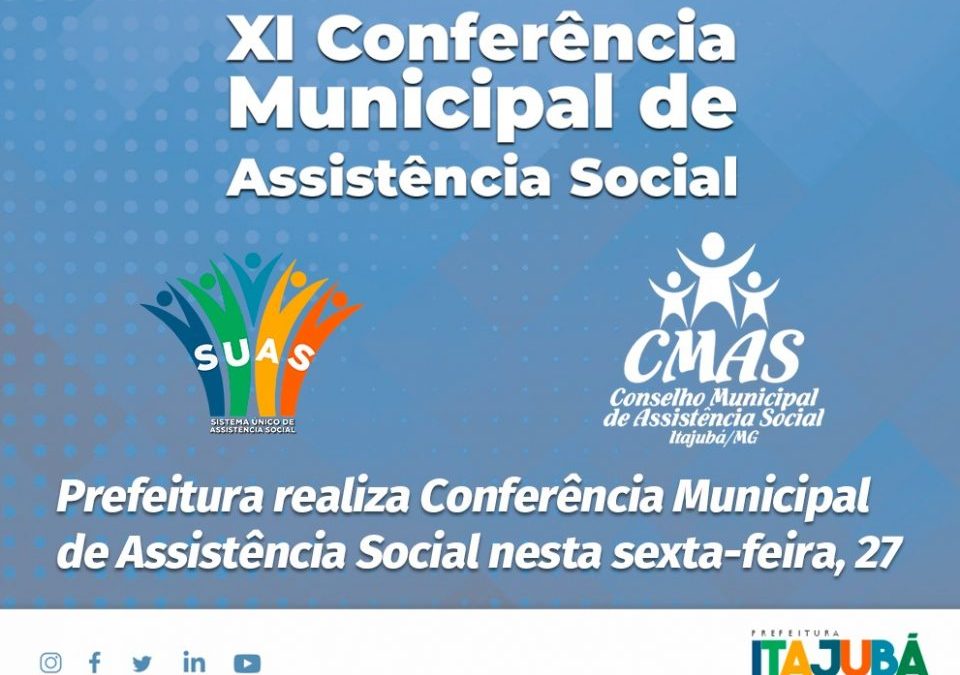 XI Conferência
Municipal de
Assistência Social
SUAS
SISTEMA ÚNICO DE
ASSISTENCIA SOCIAL
CMAS
Conselho Municipal
de Assistência Social
Itajubá/MG
Prefeitura realiza Conferência Municipal
de Assistência Social nesta sexta-feira, 27
PREFEITURA
ITAJUBÁ